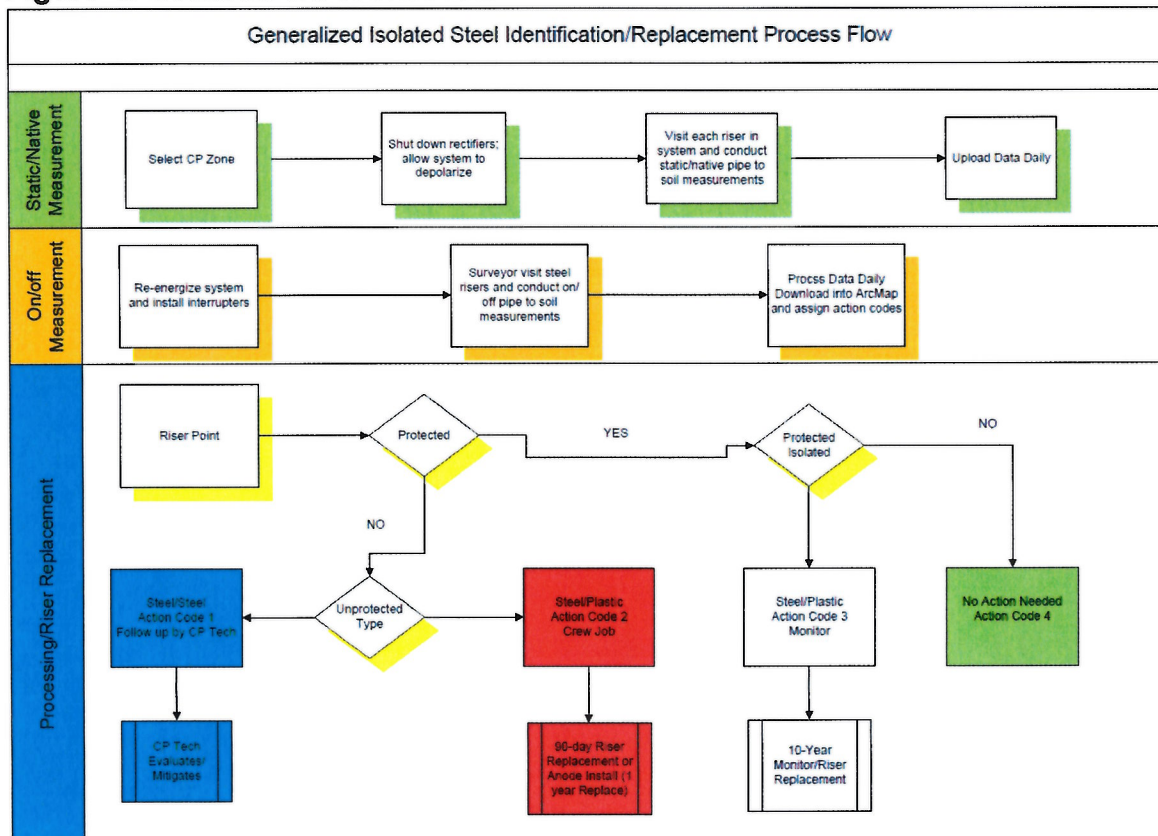 Generalized Isolated Steel Identification/Replacement Process Flow
Static/Native
Measurement
Select CP Zone
Shut down rectifiers;
allow system to
depolarize
Visit each riser in
system and conduct
static/native pipe to
soil measurements
Upload Data Daily
On/off
Measurement
Re-energize system
and install interrupters
Surveyor visit steel
risers and conduct on/
off pipe to soil
measurements
Procss Data Daily
Download into ArcMap
and assign action codes
Processing/Riser Replacement
Riser Point
Protected
YES
Protected
Isolated
NO
NO
Steel/Steel
Action Code 1
Follow up by CP Tech
Unprotected
Type
Steel/Plastic
Action Code 2
Crew Job
Steel/Plastic
Action Code 3
Monitor
No Action Needed
Action Code 4
CP Tech
Evaluates/
Mitigates
90-day Riser
Replacement or
Anode Install (1
year Replace)
10-Year
Monitor/Riser
Replacement